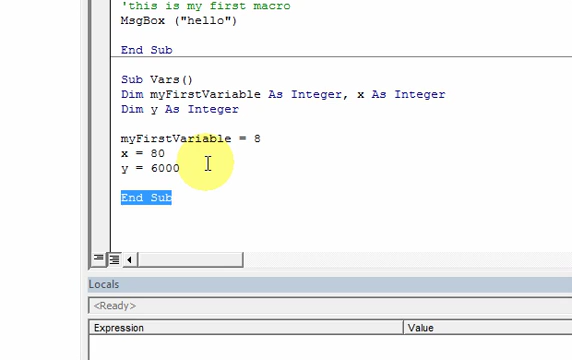 'this is my first macro
MsgBox ("hello")
End Sub
Sub Vars()
Dim myFirstVariable As Integer, x As Integer
Dim y As Integer
myFirstVariable = 8
x = 80
y = 6000
End Sub
Locals
<Ready>
Expression Value